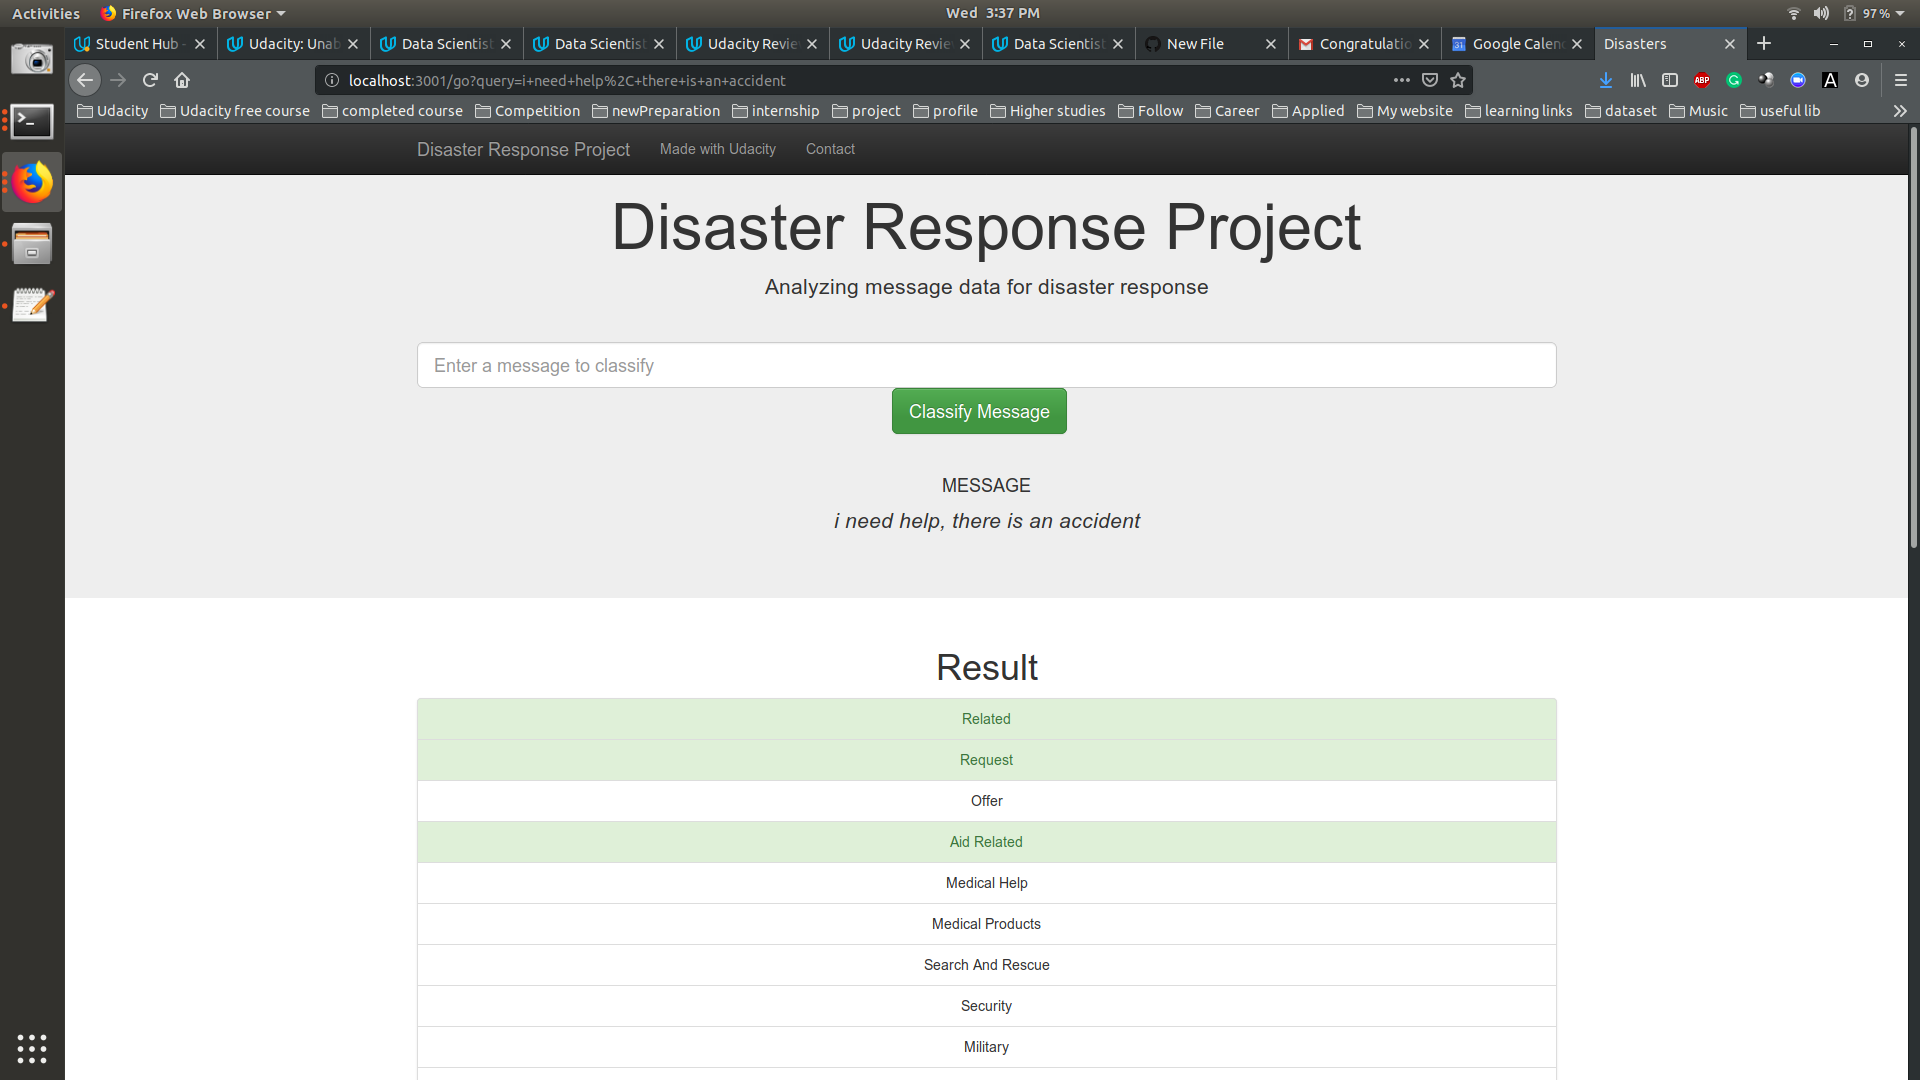 Activities Firefox Web Browser Wed 3:37 PM 97 %
Student Hub Udacity: Unab Data Scientist Data Scientist Udacity Revie Udacity Revie Data Scientist New File Congratulatio Google Calen Disasters
localhost:3001/go?query=i+need+help%2C+there+is+an+accident
Udacity Udacity free course completed course Competition newPreparation internship project profile Higher studies Follow Career Applied My website learning links dataset Music useful lib
Disaster Response Project Made with Udacity Contact
Disaster Response Project
Analyzing message data for disaster response
Enter a message to classify
Classify Message
MESSAGE
i need help, there is an accident
Result
Related
Request
Offer
Aid Related
Medical Help
Medical Products
Search And Rescue
Security
Military